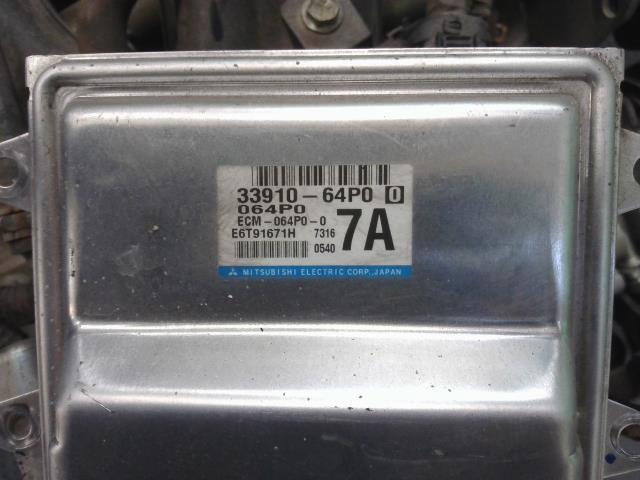 33910-64P0 0
064P0
ECM-064P0-0
7A
E6T91671H 7316
0540
MITSUBISHI ELECTRIC CORP., JAPAN